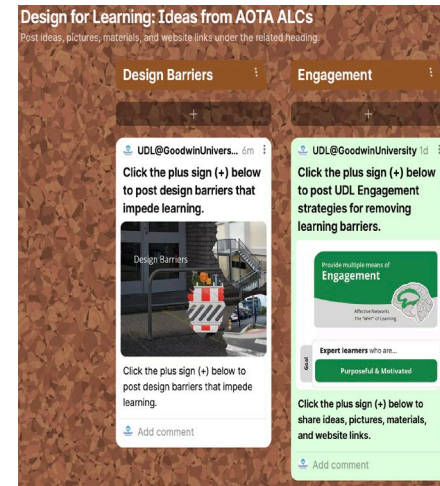 Design for Learning: Ideas from AOTA ALCs
Post ideas, pictures, materials, and website links under the related heading.
Design Barriers
UDL@GoodwinUnivers... 6m
Click the plus sign (+) below
to post design barriers that
impede learning.
Design Barriers
Click the plus sign (+) below to
post design barriers that impede
learning.
Add comment
Engagement
UDL@GoodwinUniversity 1d
Click the plus sign (+) below
to post UDL Engagement
strategies for removing
learning barriers.
Provide multiple means of
Engagement
Affective Networks
The "WHY" of Learning
Goal
Expert learners who are...
Purposeful & Motivated
Click the plus sign (+) below to
share ideas, pictures, materials,
and website links.
Add comment